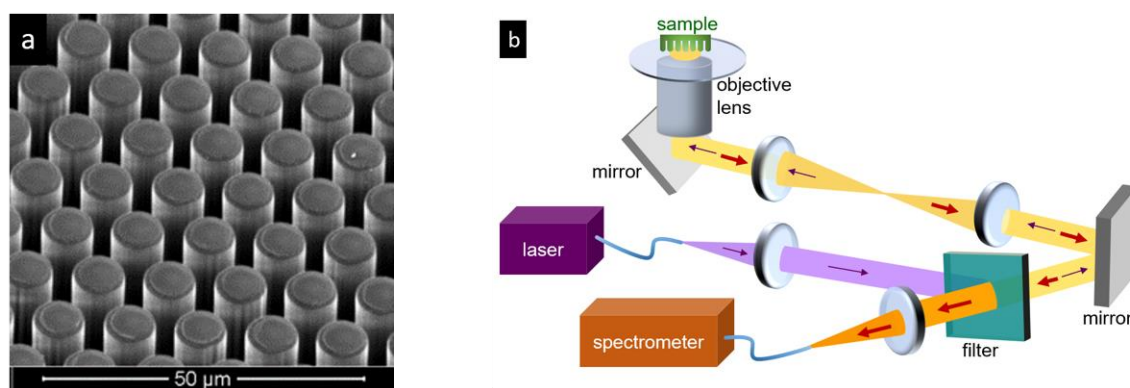 a
50 µm
b
sample
objective
lens
mirror
laser
spectrometer
filter
mirror